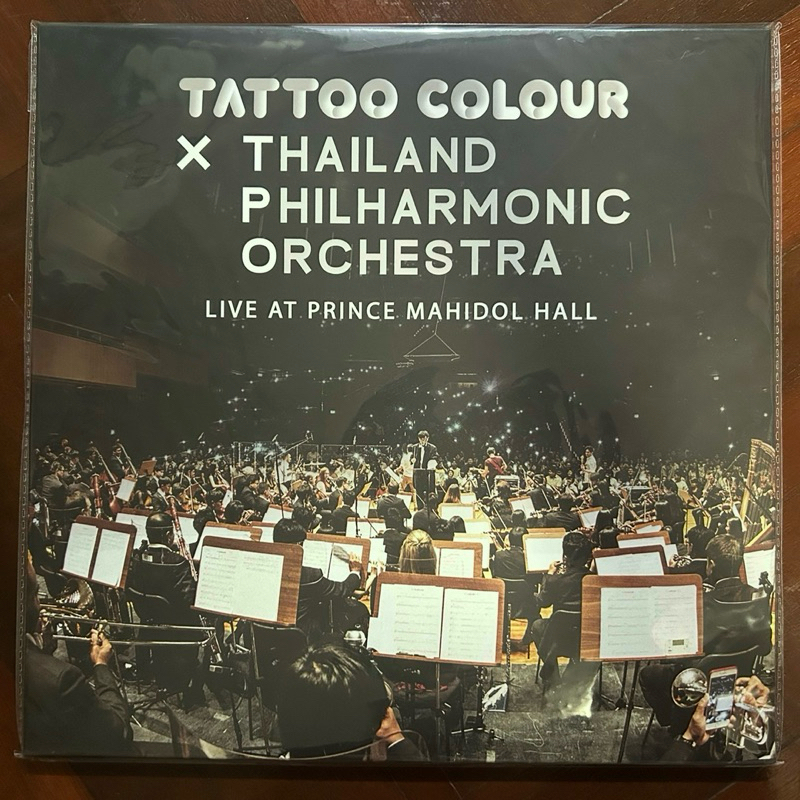 TATTOO COLOUR
× THAILAND
PHILHARMONIC
ORCHESTRA
LIVE AT PRINCE MAHIDOL HALL